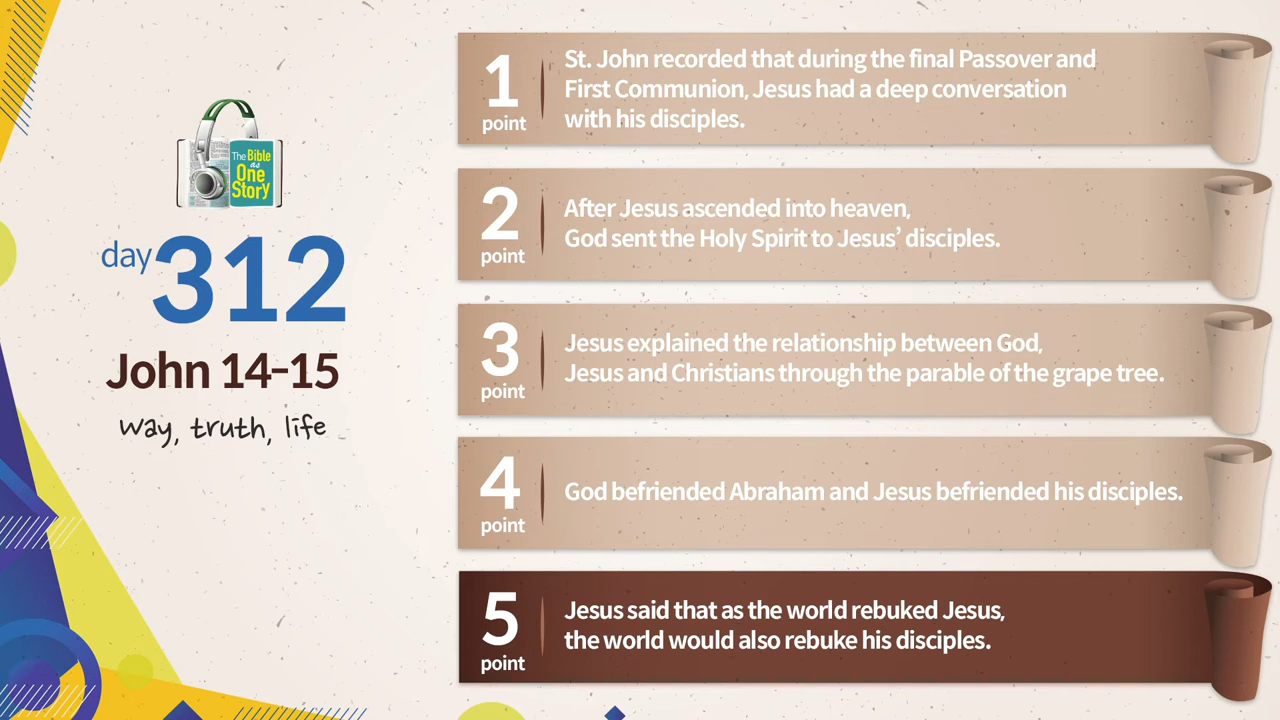 The Bible
as
One
Story
day 312
John 14-15
way, truth, life
1
point
St. John recorded that during the final Passover and
First Communion, Jesus had a deep conversation
with his disciples.
2
point
After Jesus ascended into heaven,
God sent the Holy Spirit to Jesus’ disciples.
3
point
Jesus explained the relationship between God,
Jesus and Christians through the parable of the grape tree.
4
point
God befriended Abraham and Jesus befriended his disciples.
5
point
Jesus said that as the world rebuked Jesus,
the world would also rebuke his disciples.